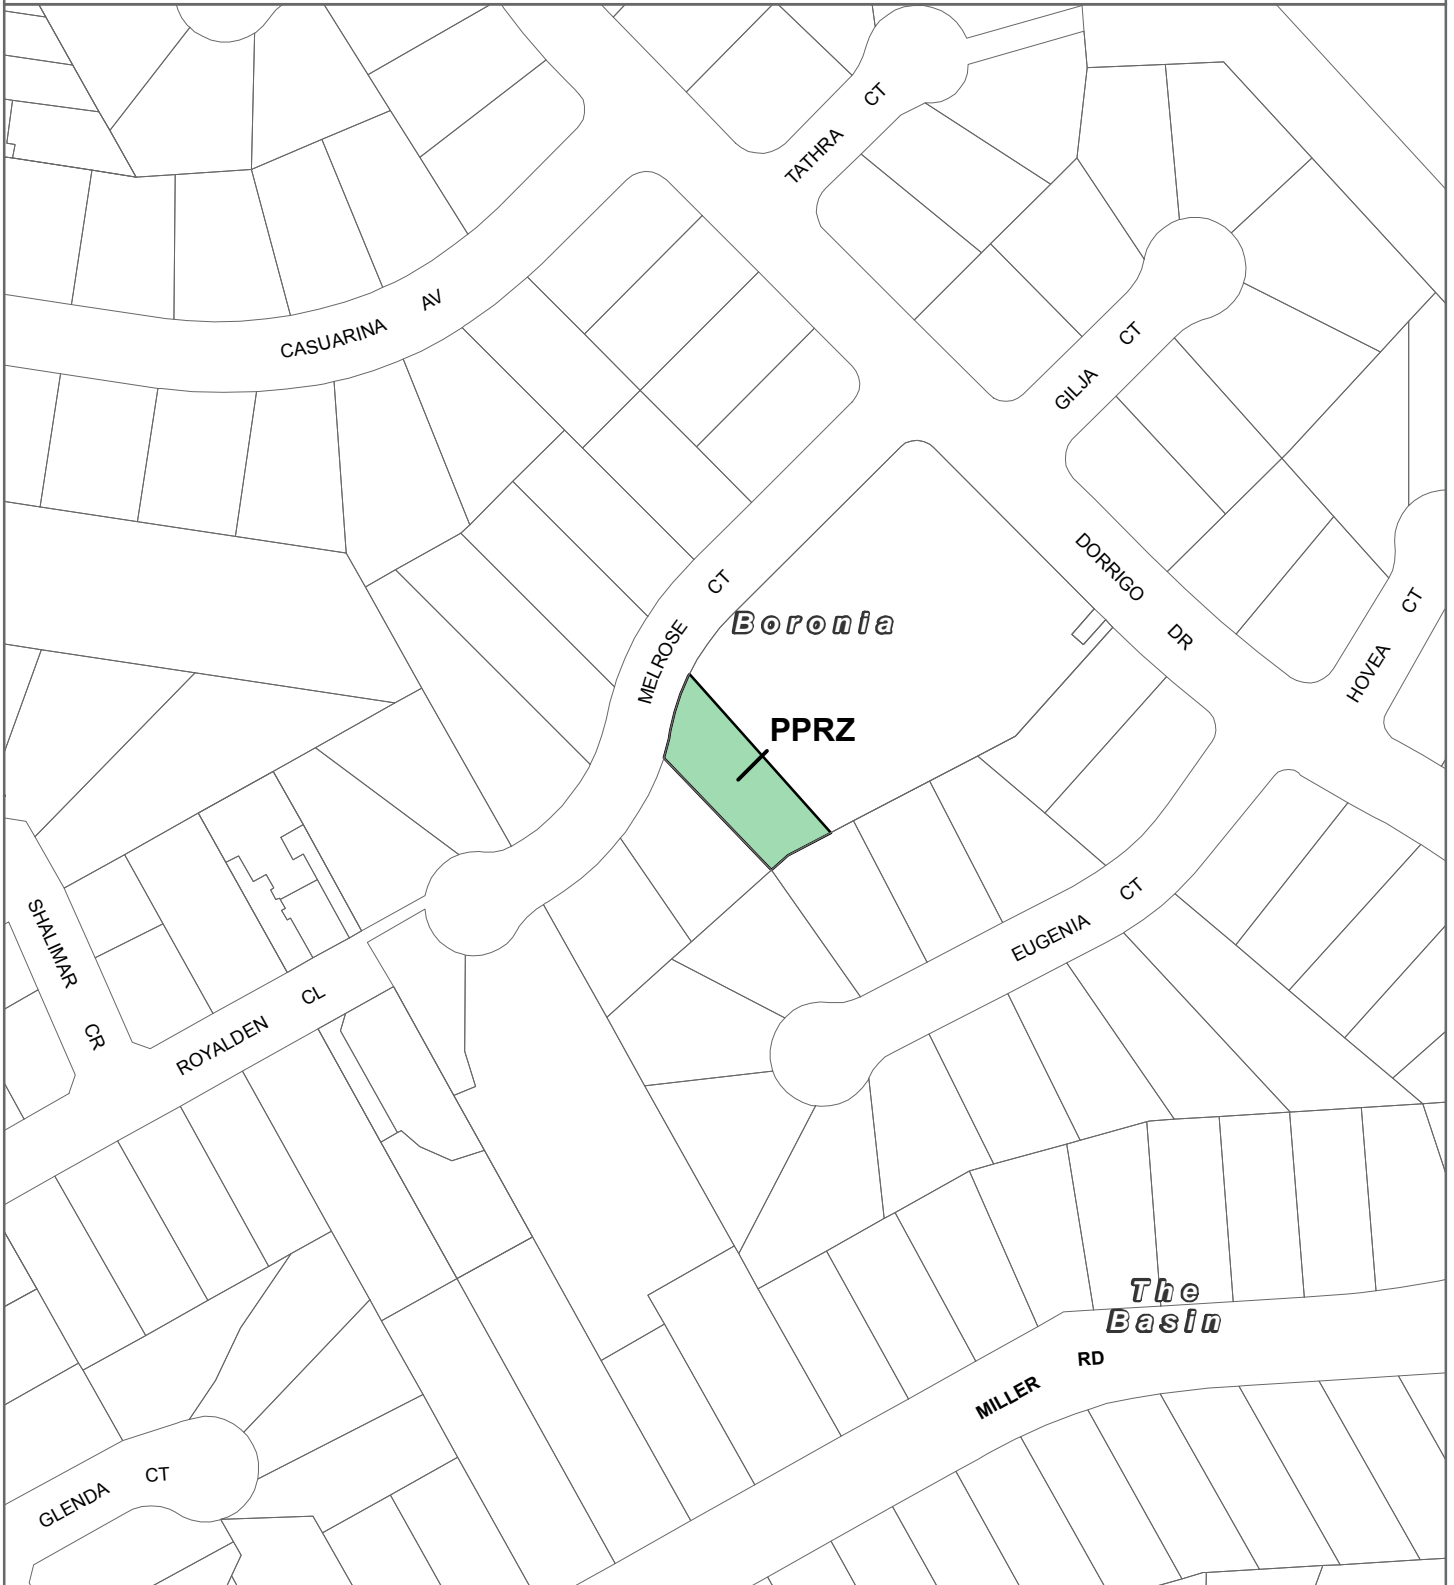 TATHRA CT
CASUARINA AV
GILJA CT
DORRIGO DR
HOVEA CT
MELROSE CT
Boronia
PPRZ
SHALIMAR CR
ROYALDEN CL
EUGENIA CT
The
Basin
MILLER RD
GLENDA CT